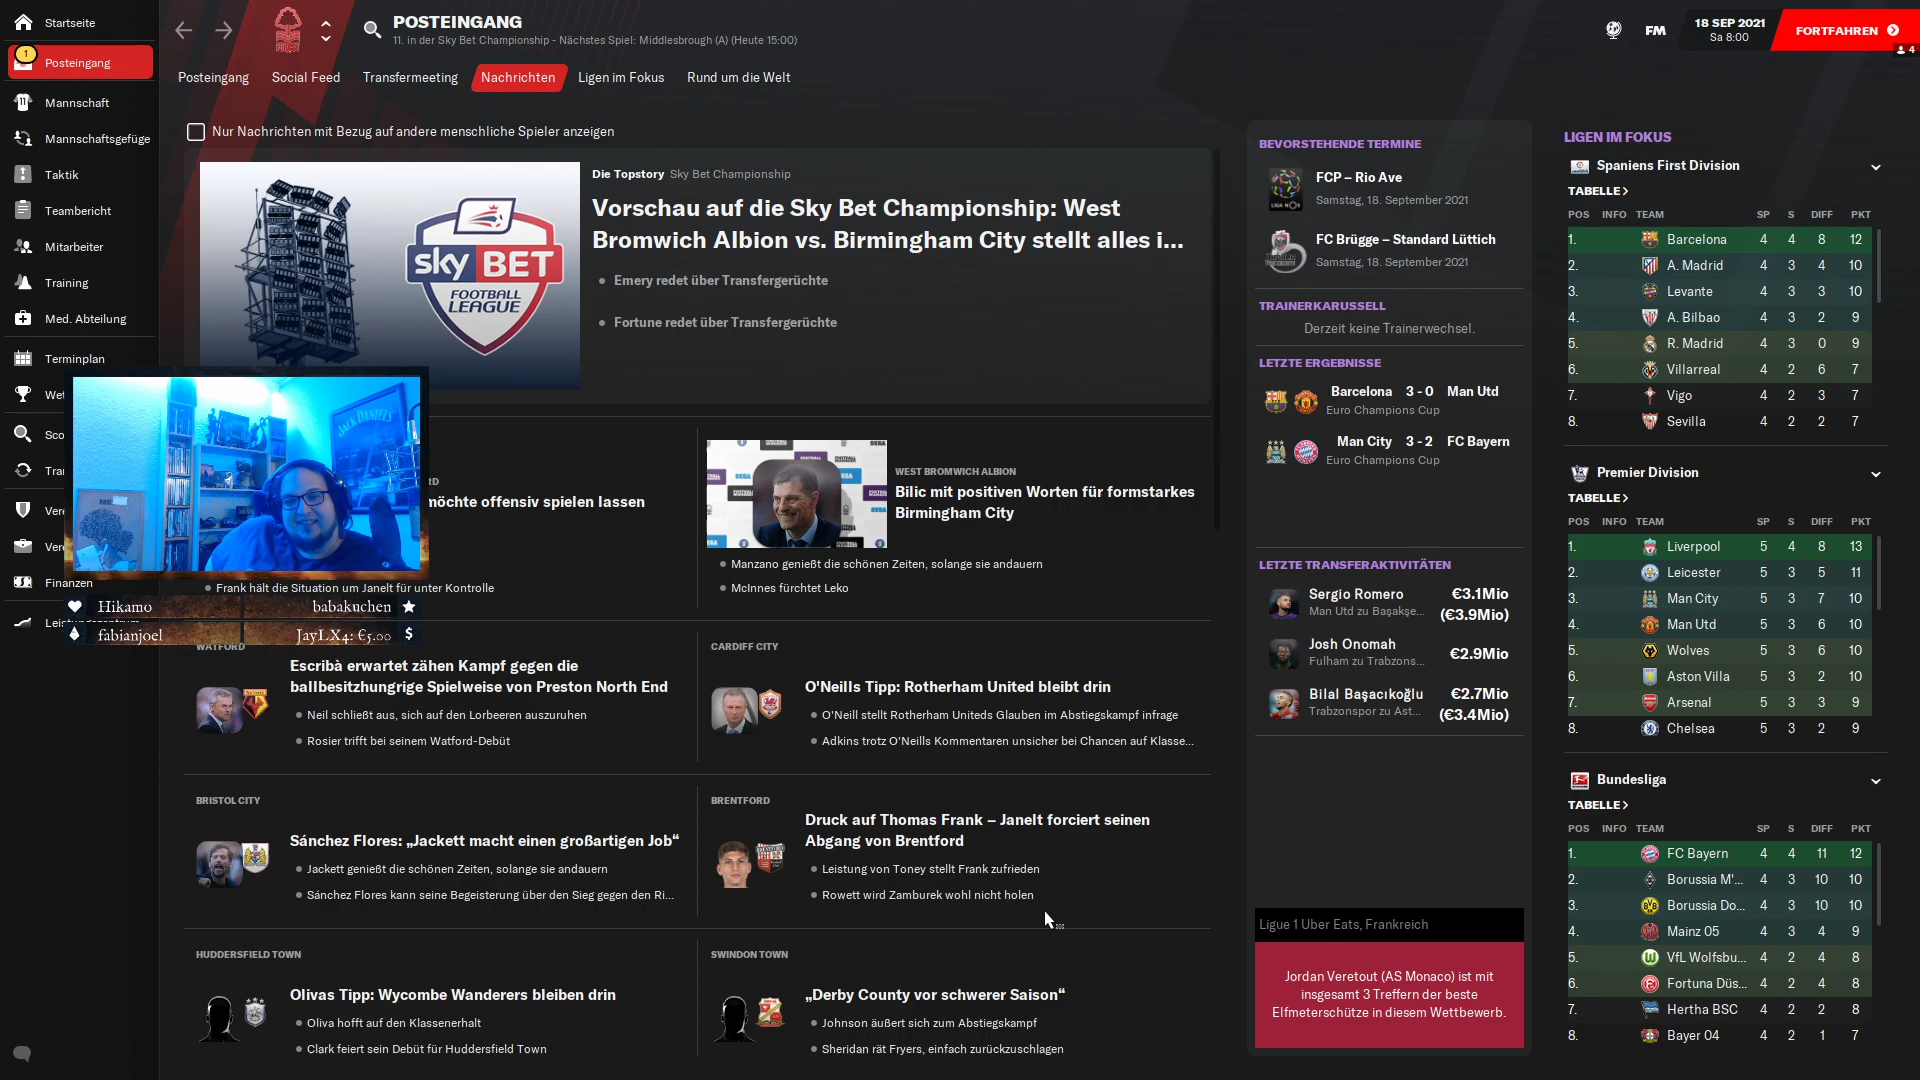 Startseite
1
Posteingang
Mannschaft
Mannschaftsgefüge
Taktik
Teambericht
Mitarbeiter
Training
Med. Abteilung
Terminplan
Finanzen
POSTEINGANG
11. in der Sky Bet Championship - Nächstes Spiel: Middlesbrough (A) (Heute 15:00)
FM
18 SEP 2021
Sa 8:00
FORTFAHREN
4
Posteingang Social Feed Transfermeeting Nachrichten Ligen im Fokus Rund um die Welt
Nur Nachrichten mit Bezug auf andere menschliche Spieler anzeigen
sky BET
FOOTBALL
LEAGUE
Die Topstory Sky Bet Championship
Vorschau auf die Sky Bet Championship: West
Bromwich Albion vs. Birmingham City stellt alles i...
Emery redet über Transfergerüchte
Fortune redet über Transfergerüchte
JACK DANIEL'S
RD
möchte offensiv spielen lassen
Frank hält die Situation um Janelt für unter Kontrolle
Hikamo babakuchen
fabianjoel JayLX4: €5.00
WEST BROMWICH ALBION
Bilic mit positiven Worten für formstarkes
Birmingham City
Manzano genießt die schönen Zeiten, solange sie andauern
McInnes fürchtet Leko
WATFORD
Escribà erwartet zähen Kampf gegen die
ballbesitzhungrige Spielweise von Preston North End
Neil schließt aus, sich auf den Lorbeeren auszuruhen
Rosier trifft bei seinem Watford-Debüt
CARDIFF CITY
O'Neills Tipp: Rotherham United bleibt drin
O'Neill stellt Rotherham Uniteds Glauben im Abstiegskampf infrage
Adkins trotz O'Neills Kommentaren unsicher bei Chancen auf Klasse...
BRISTOL CITY
Sánchez Flores: „Jackett macht einen großartigen Job“
Jackett genießt die schönen Zeiten, solange sie andauern
Sánchez Flores kann seine Begeisterung über den Sieg gegen den Ri...
BRENTFORD
Druck auf Thomas Frank – Janelt forciert seinen
Abgang von Brentford
Leistung von Toney stellt Frank zufrieden
Rowett wird Zamburek wohl nicht holen
HUDDERSFIELD TOWN
Olivas Tipp: Wycombe Wanderers bleiben drin
Oliva hofft auf den Klassenerhalt
Clark feiert sein Debüt für Huddersfield Town
SWINDON TOWN
„Derby County vor schwerer Saison“
Johnson äußert sich zum Abstiegskampf
Sheridan rät Fryers, einfach zurückzuschlagen
BEVORSTEHENDE TERMINE
FCP – Rio Ave
Samstag, 18. September 2021
FC Brügge – Standard Lüttich
Samstag, 18. September 2021
TRAINERKARUSSELL
Derzeit keine Trainerwechsel.
LETZTE ERGEBNISSE
Barcelona 3 - 0 Man Utd
Euro Champions Cup
Man City 3 - 2 FC Bayern
Euro Champions Cup
LETZTE TRANSFERAKTIVITÄTEN
Sergio Romero €3.1Mio
Man Utd zu Başakşe... (€3.9Mio)
Josh Onomah €2.9Mio
Fulham zu Trabzons...
Bilal Başacıkoğlu €2.7Mio
Trabzonspor zu Ast... (€3.4Mio)
Ligue 1 Uber Eats, Frankreich
Jordan Veretout (AS Monaco) ist mit
insgesamt 3 Treffern der beste
Elfmeterschütze in diesem Wettbewerb.
LIGEN IM FOKUS
Spaniens First Division
TABELLE
POS INFO TEAM SP S DIFF PKT
1. Barcelona 4 4 8 12
2. A. Madrid 4 3 4 10
3. Levante 4 3 3 10
4. A. Bilbao 4 3 2 9
5. R. Madrid 4 3 0 9
6. Villarreal 4 2 6 7
7. Vigo 4 2 3 7
8. Sevilla 4 2 2 7
Premier Division
TABELLE
POS INFO TEAM SP S DIFF PKT
1. Liverpool 5 4 8 13
2. Leicester 5 3 5 11
3. Man City 5 3 7 10
4. Man Utd 5 3 6 10
5. Wolves 5 3 6 10
6. Aston Villa 5 3 2 10
7. Arsenal 5 3 3 9
8. Chelsea 5 3 2 9
Bundesliga
TABELLE
POS INFO TEAM SP S DIFF PKT
1. FC Bayern 4 4 11 12
2. Borussia M'... 4 3 10 10
3. Borussia Do... 4 3 10 10
4. Mainz 05 4 3 4 9
5. VfL Wolfsbu... 4 2 4 8
6. Fortuna Düs... 4 2 4 8
7. Hertha BSC 4 2 2 8
8. Bayer 04 4 2 1 7